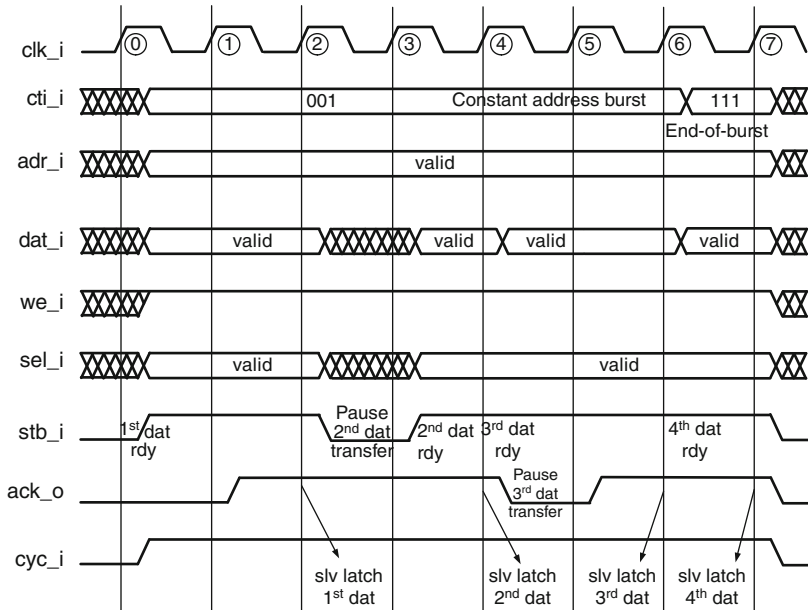 clk_i 0 1 2 3 4 5 6 7
cti_i 001 Constant address burst 111
End-of-burst
adr_i valid
dat_i valid valid valid valid
we_i
sel_i valid valid
stb_i 1st dat rdy Pause 2nd dat transfer 2nd dat rdy 3rd dat rdy 4th dat rdy
ack_o Pause 3rd dat transfer
cyc_i
slv latch 1st dat
slv latch 2nd dat
slv latch 3rd dat
slv latch 4th dat